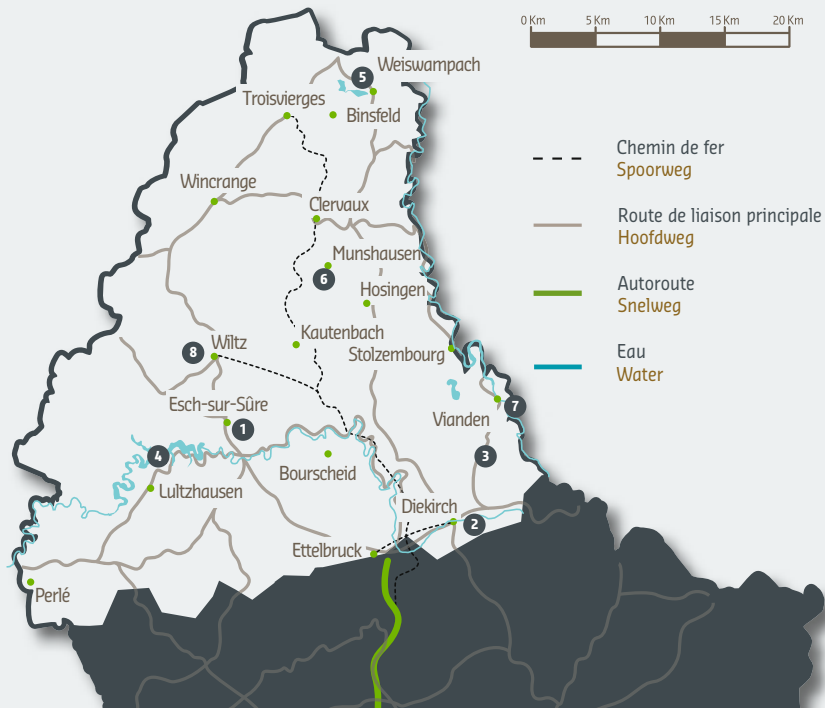 0 Km 5 Km 10 Km 15 Km 20 Km
Weiswampach
5
Troisvierges
Binsfeld
Chemin de fer
Spoorweg
Wincrange
Clervaux
Route de liaison principale
Hoofdweg
Munshausen
6
Hosingen
Autoroute
Snelweg
Kautenbach
8
Wiltz
Stolzembourg
Eau
Water
Esch-sur-Sûre
1
7
Vianden
4
3
Bourscheid
Lultzhausen
Diekirch
2
Ettelbruck
Perlé